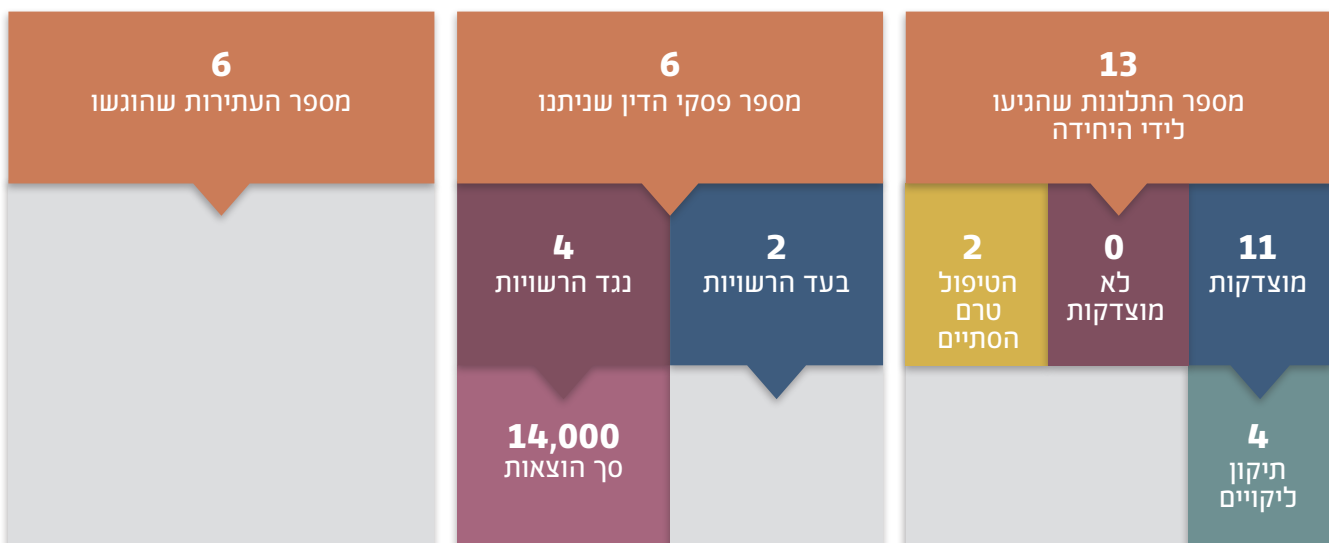 13
מספר התלונות שהגיעו
לידי היחידה
11
מוצדקות
0
לא
מוצדקות
2
הטיפול
טרם
הסתיים
4
תיקון
ליקויים
6
מספר פסקי הדין שניתנו
2
בעד הרשויות
4
נגד הרשויות
14,000
סך הוצאות
6
מספר העתירות שהוגשו